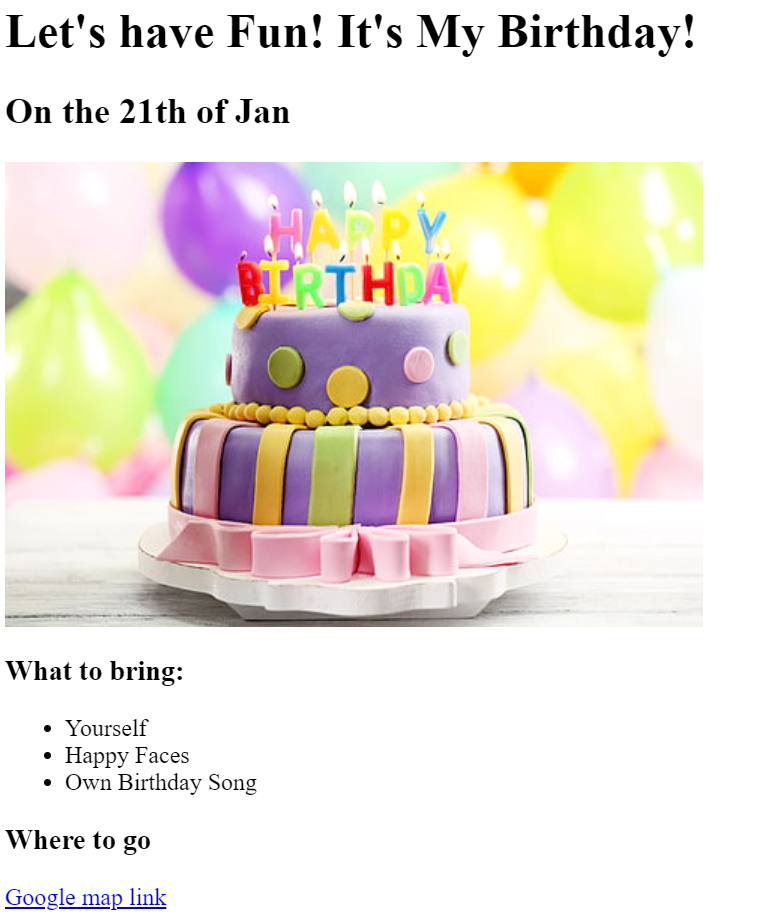 Let's have Fun! It's My Birthday!
On the 21th of Jan
HAPPY
BIRTHDAY
What to bring:
Yourself
Happy Faces
Own Birthday Song
Where to go
Google map link